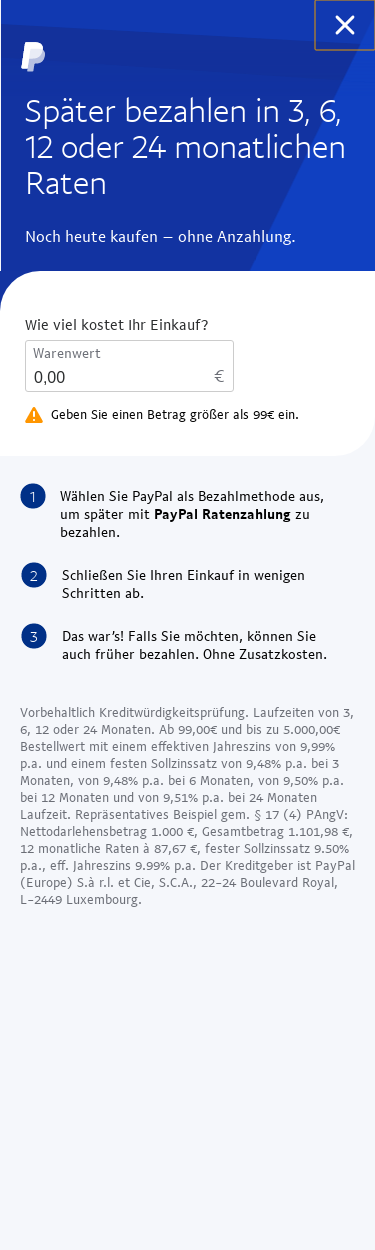 Später bezahlen in 3, 6,
12 oder 24 monatlichen
Raten
Noch heute kaufen – ohne Anzahlung.
Wie viel kostet Ihr Einkauf?
Warenwert
0,00 €
Geben Sie einen Betrag größer als 99€ ein.
1 Wählen Sie PayPal als Bezahlmethode aus,
um später mit PayPal Ratenzahlung zu
bezahlen.
2 Schließen Sie Ihren Einkauf in wenigen
Schritten ab.
3 Das war’s! Falls Sie möchten, können Sie
auch früher bezahlen. Ohne Zusatzkosten.
Vorbehaltlich Kreditwürdigkeitsprüfung. Laufzeiten von 3,
6, 12 oder 24 Monaten. Ab 99,00€ und bis zu 5.000,00€
Bestellwert mit einem effektiven Jahreszins von 9,99%
p.a. und einem festen Sollzinssatz von 9,48% p.a. bei 3
Monaten, von 9,48% p.a. bei 6 Monaten, von 9,50% p.a.
bei 12 Monaten und von 9,51% p.a. bei 24 Monaten
Laufzeit. Repräsentatives Beispiel gem. § 17 (4) PAngV:
Nettodarlehensbetrag 1.000 €, Gesamtbetrag 1.101,98 €,
12 monatliche Raten à 87,67 €, fester Sollzinssatz 9.50%
p.a., eff. Jahreszins 9.99% p.a. Der Kreditgeber ist PayPal
(Europe) S.à r.l. et Cie, S.C.A., 22-24 Boulevard Royal,
L-2449 Luxembourg.